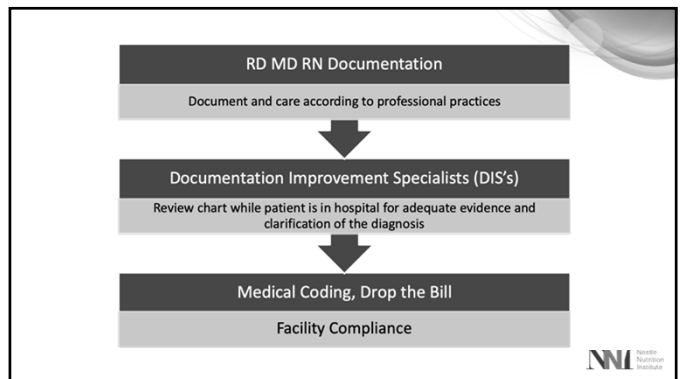 RD MD RN Documentation
Document and care according to professional practices
Documentation Improvement Specialists (DIS's)
Review chart while patient is in hospital for adequate evidence and
clarification of the diagnosis
Medical Coding, Drop the Bill
Facility Compliance
NNI
Nestlé
Nutrition
Institute